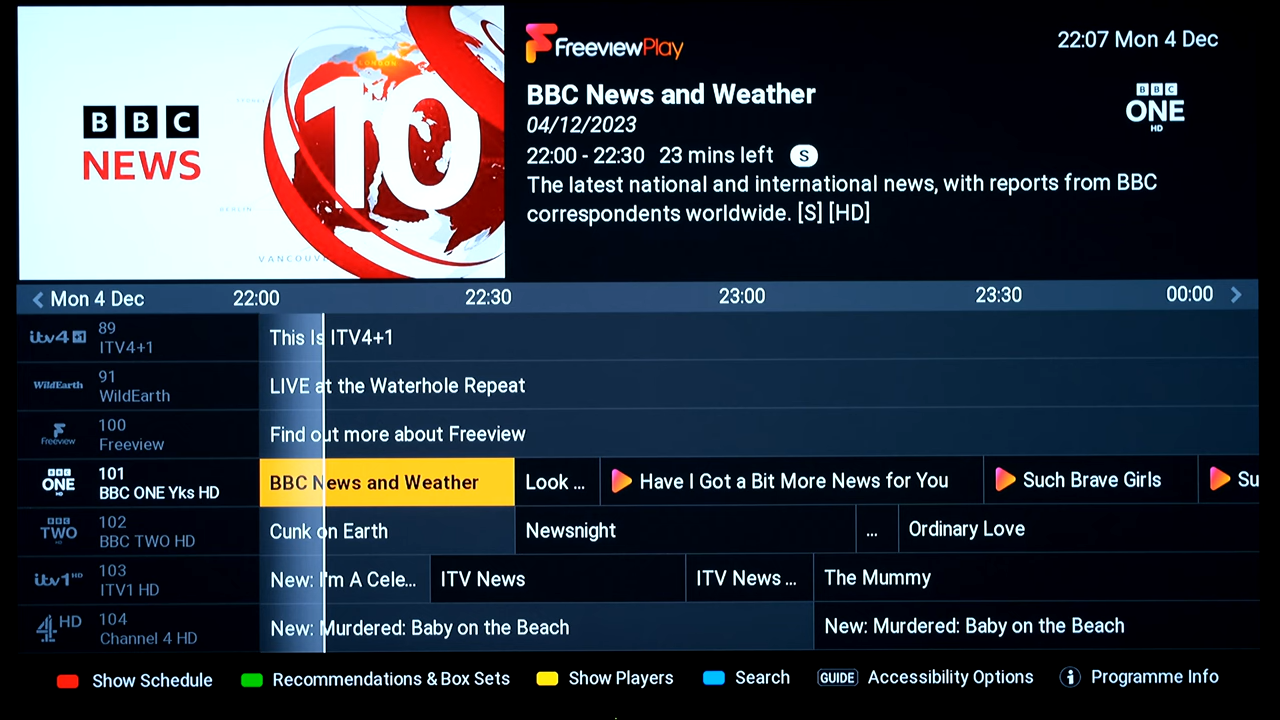 BBC
NEWS
LONDON
10
BERLIN
FreeviewPlay
22:07 Mon 4 Dec
BBC News and Weather
04/12/2023
22:00 - 22:30 23 mins left S
The latest national and international news, with reports from BBC
correspondents worldwide. [S] [HD]
BBC
ONE
HD
Mon 4 Dec 22:00 22:30 23:00 23:30 00:00
itv4 +1 89
ITV4+1
This Is ITV4+1
WildEarth 91
WildEarth
LIVE at the Waterhole Repeat
Freeview 100
Freeview
Find out more about Freeview
BBC ONE HD 101
BBC ONE Yks HD
BBC News and Weather Look ... Have I Got a Bit More News for You Such Brave Girls Su
BBC TWO HD 102
BBC TWO HD
Cunk on Earth Newsnight ... Ordinary Love
itv1 HD 103
ITV1 HD
New: I'm A Cele... ITV News ITV News ... The Mummy
4 HD 104
Channel 4 HD
New: Murdered: Baby on the Beach New: Murdered: Baby on the Beach
Show Schedule Recommendations & Box Sets Show Players Search GUIDE Accessibility Options i Programme Info